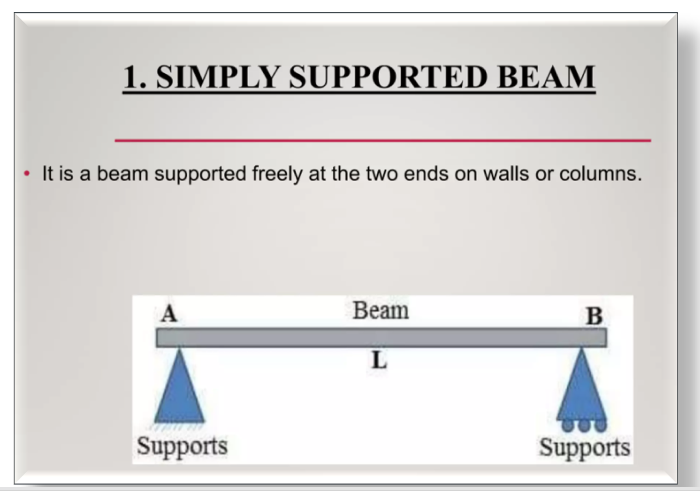 1. SIMPLY SUPPORTED BEAM
• It is a beam supported freely at the two ends on walls or columns.
A Beam B
L
Supports Supports